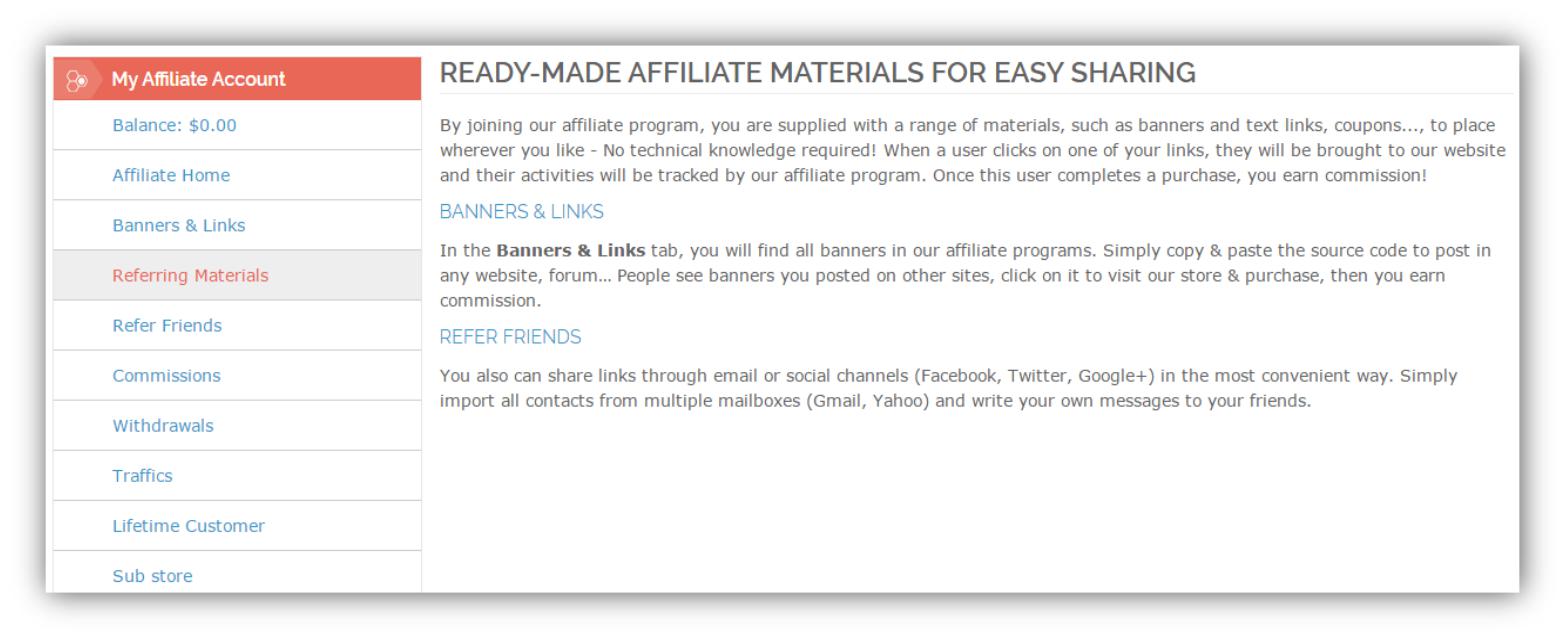 My Affiliate Account
Balance: $0.00
Affiliate Home
Banners & Links
Referring Materials
Refer Friends
Commissions
Withdrawals
Traffics
Lifetime Customer
Sub store
READY-MADE AFFILIATE MATERIALS FOR EASY SHARING
By joining our affiliate program, you are supplied with a range of materials, such as banners and text links, coupons..., to place
wherever you like - No technical knowledge required! When a user clicks on one of your links, they will be brought to our website
and their activities will be tracked by our affiliate program. Once this user completes a purchase, you earn commission!
BANNERS & LINKS
In the Banners & Links tab, you will find all banners in our affiliate programs. Simply copy & paste the source code to post in
any website, forum... People see banners you posted on other sites, click on it to visit our store & purchase, then you earn
commission.
REFER FRIENDS
You also can share links through email or social channels (Facebook, Twitter, Google+) in the most convenient way. Simply
import all contacts from multiple mailboxes (Gmail, Yahoo) and write your own messages to your friends.